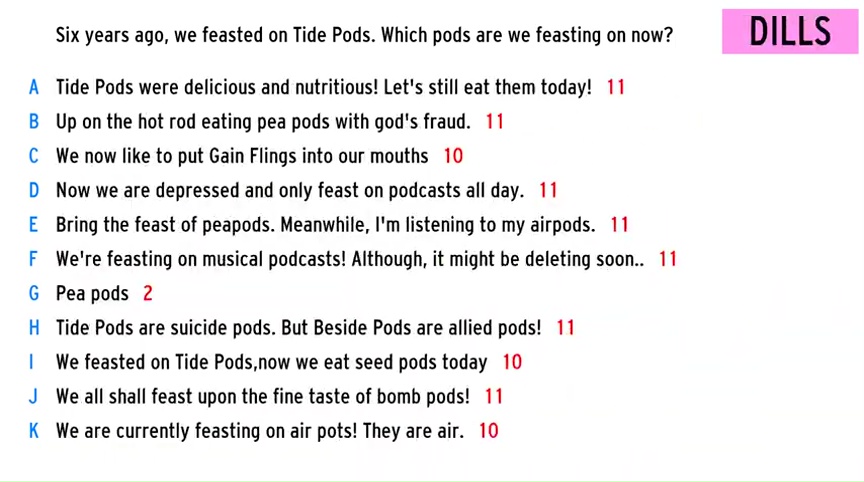 Six years ago, we feasted on Tide Pods. Which pods are we feasting on now?
DILLS
A Tide Pods were delicious and nutritious! Let's still eat them today! 11
B Up on the hot rod eating pea pods with god's fraud. 11
C We now like to put Gain Flings into our mouths 10
D Now we are depressed and only feast on podcasts all day. 11
E Bring the feast of peapods. Meanwhile, I'm listening to my airpods. 11
F We're feasting on musical podcasts! Although, it might be deleting soon.. 11
G Pea pods 2
H Tide Pods are suicide pods. But Beside Pods are allied pods! 11
I We feasted on Tide Pods,now we eat seed pods today 10
J We all shall feast upon the fine taste of bomb pods! 11
K We are currently feasting on air pots! They are air. 10